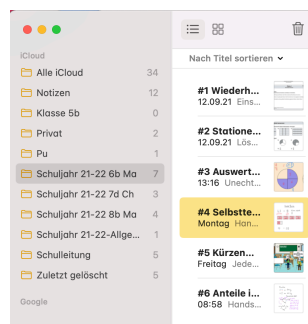 iCloud
Alle iCloud 34
Notizen 12
Klasse 5b 0
Privat 2
Pu 1
Schuljahr 21-22 6b Ma 7
Schuljahr 21-22 7d Ch 3
Schuljahr 21-22 8b Ma 4
Schuljahr 21-22-Allge... 1
Schulleitung 5
Zuletzt gelöscht 5
Google
Nach Titel sortieren
#1 Wiederh...
12.09.21 Eins...
#2 Statione...
12.09.21 Lös...
#3 Auswert...
13:16 Unecht...
#4 Selbstte...
Montag Han...
#5 Kürzen...
Freitag Jede...
#6 Anteile i...
08:58 Hands...